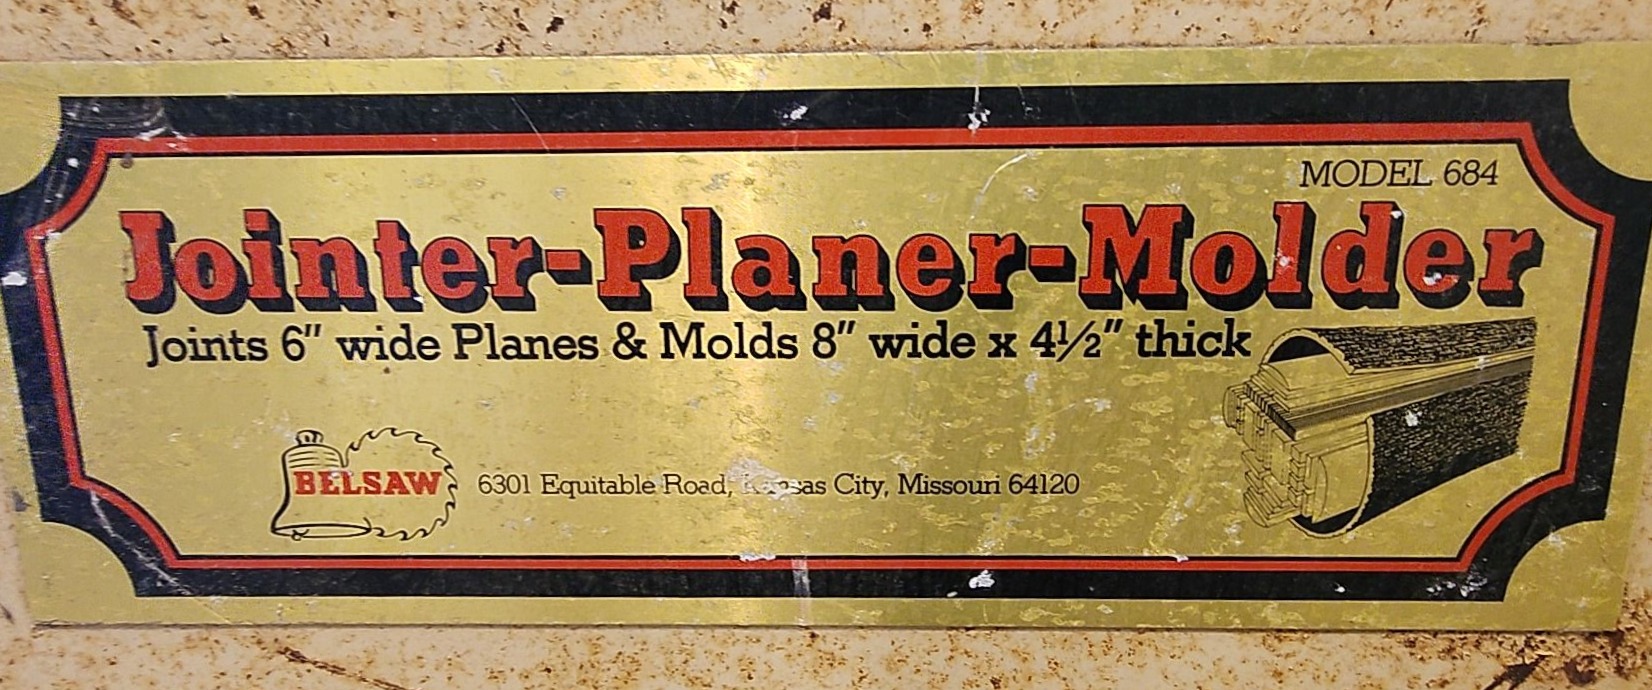 MODEL 684
Jointer-Planer-Molder
Joints 6" wide Planes & Molds 8" wide x 4½" thick
BELSAW
6301 Equitable Road, Kansas City, Missouri 64120